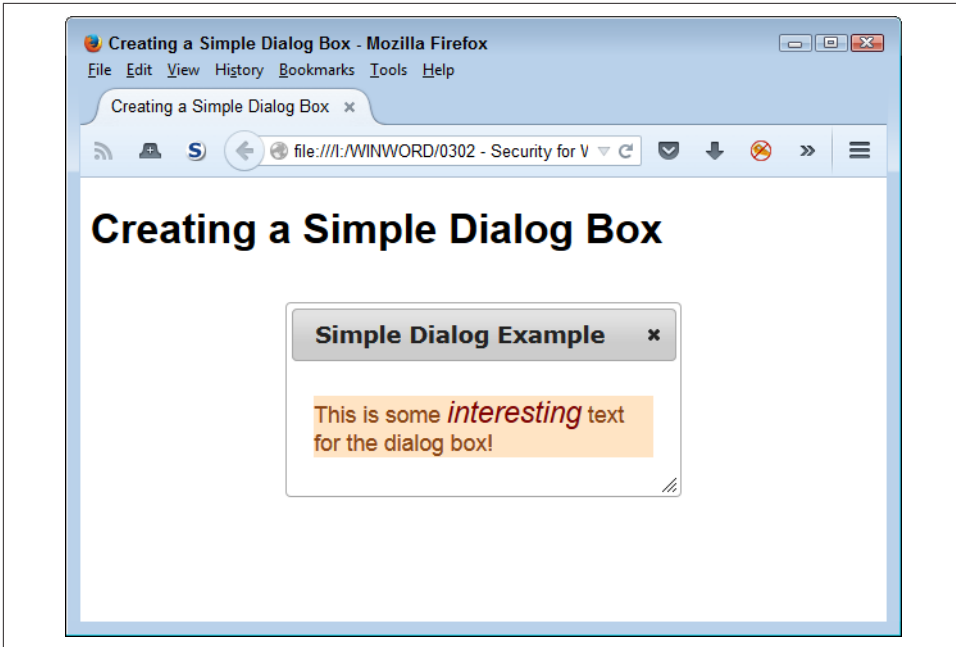 Creating a Simple Dialog Box - Mozilla Firefox
File Edit View History Bookmarks Tools Help
Creating a Simple Dialog Box ×
S file:///I:/WINWORD/0302 - Security for W »
Creating a Simple Dialog Box
Simple Dialog Example
This is some interesting text
for the dialog box!